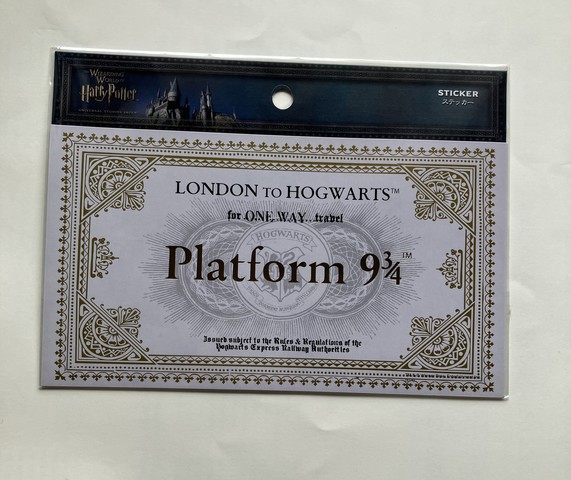 WIZARDING
WORLD
Harry Potter
STICKER
ステッカー
LONDON TO HOGWARTS™
for ONE WAY...travel
HOGWARTS
Platform 9¾™
Issued subject to the Rules & Regulations of the
Hogwarts Express Railway Authorities